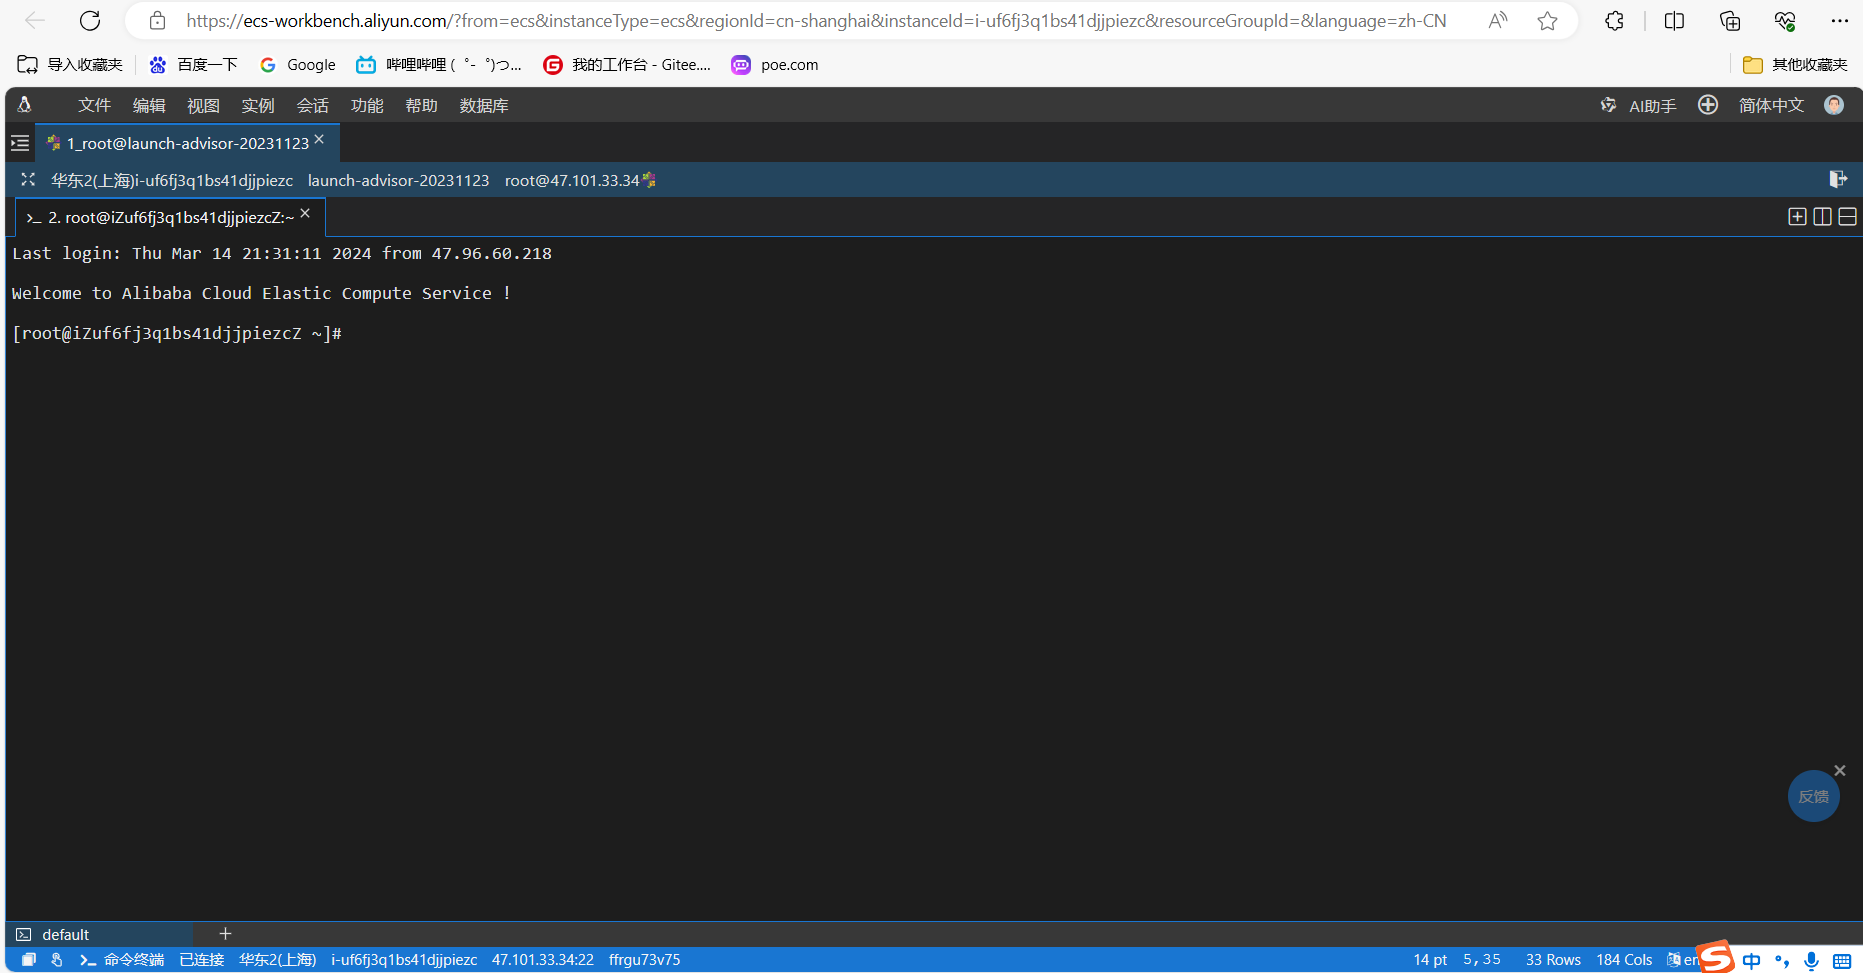 https://ecs-workbench.aliyun.com/?from=ecs&instanceType=ecs&regionId=cn-shanghai&instanceId=i-uf6fj3q1bs41djjpiezc&resourceGroupId=&language=zh-CN
导入收藏夹 百度一下 Google 哔哩哔哩 (゜-゜)つ... 我的工作台 - Gitee.... poe.com 其他收藏夹
文件 编辑 视图 实例 会话 功能 帮助 数据库 AI助手 简体中文
1_root@launch-advisor-20231123
华东2(上海)i-uf6fj3q1bs41djjpiezc launch-advisor-20231123 root@47.101.33.34
2. root@iZuf6fj3q1bs41djjpiezcZ:~
Last login: Thu Mar 14 21:31:11 2024 from 47.96.60.218
Welcome to Alibaba Cloud Elastic Compute Service !
[root@iZuf6fj3q1bs41djjpiezcZ ~]#
反馈
default
命令终端 已连接 华东2(上海) i-uf6fj3q1bs41djjpiezc 47.101.33.34:22 ffrgu73v75 14 pt 5,35 33 Rows 184 Cols en 中